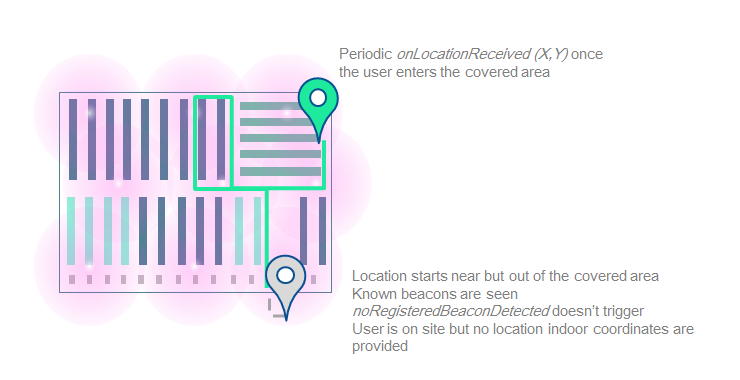 Periodic onLocationReceived (X,Y) once
the user enters the covered area
Location starts near but out of the covered area
Known beacons are seen
noRegisteredBeaconDetected doesn't trigger
User is on site but no location indoor coordinates are
provided